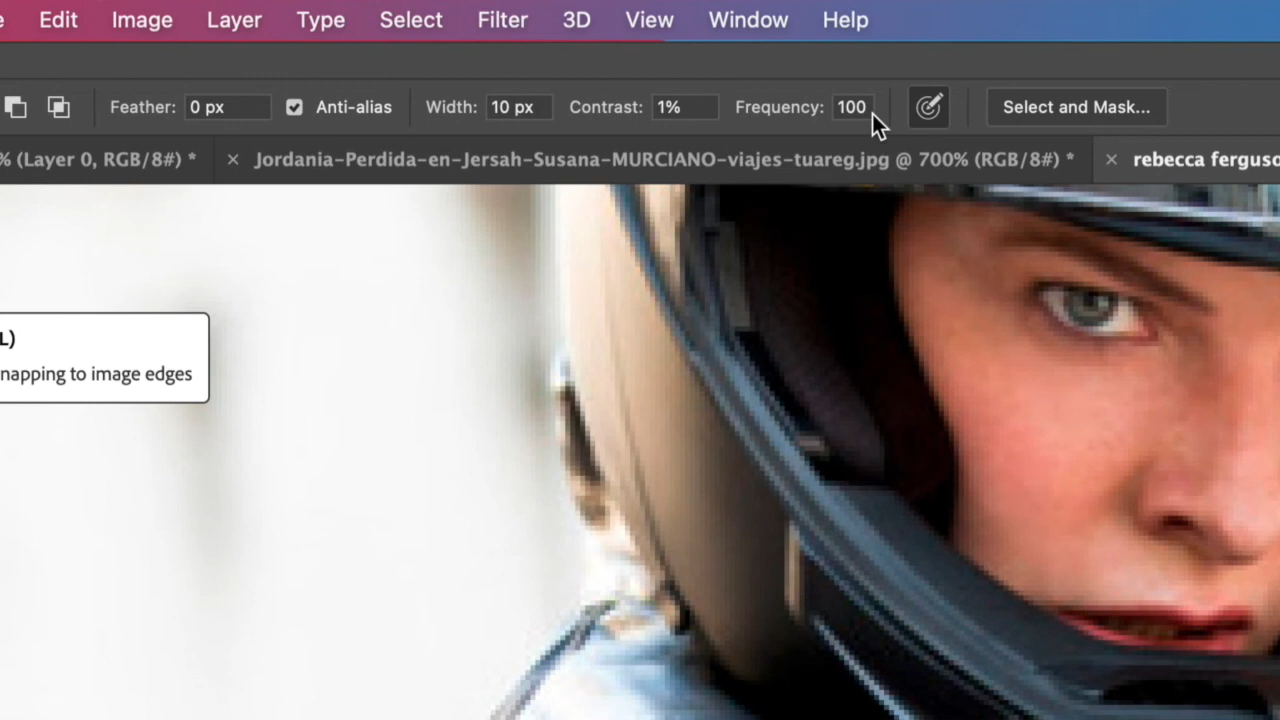 e Edit Image Layer Type Select Filter 3D View Window Help
Feather: 0 px Anti-alias Width: 10 px Contrast: 1% Frequency: 100 Select and Mask...
% (Layer 0, RGB/8#) * × Jordania-Perdida-en-Jersah-Susana-MURCIANO-viajes-tuareg.jpg @ 700% (RGB/8#) * × rebecca ferguso
L)
napping to image edges